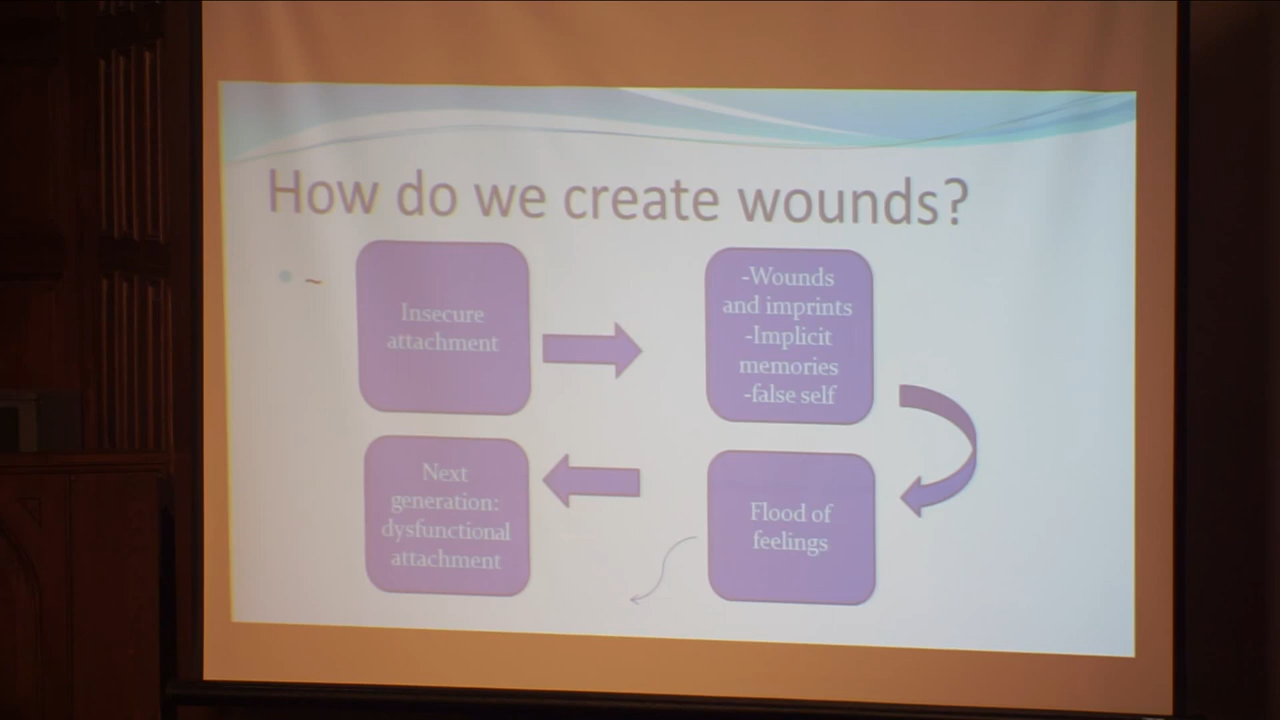 How do we create wounds?
~
Insecure
attachment
-Wounds
and imprints
-Implicit
memories
-false self
Flood of
feelings
Next
generation:
dysfunctional
attachment